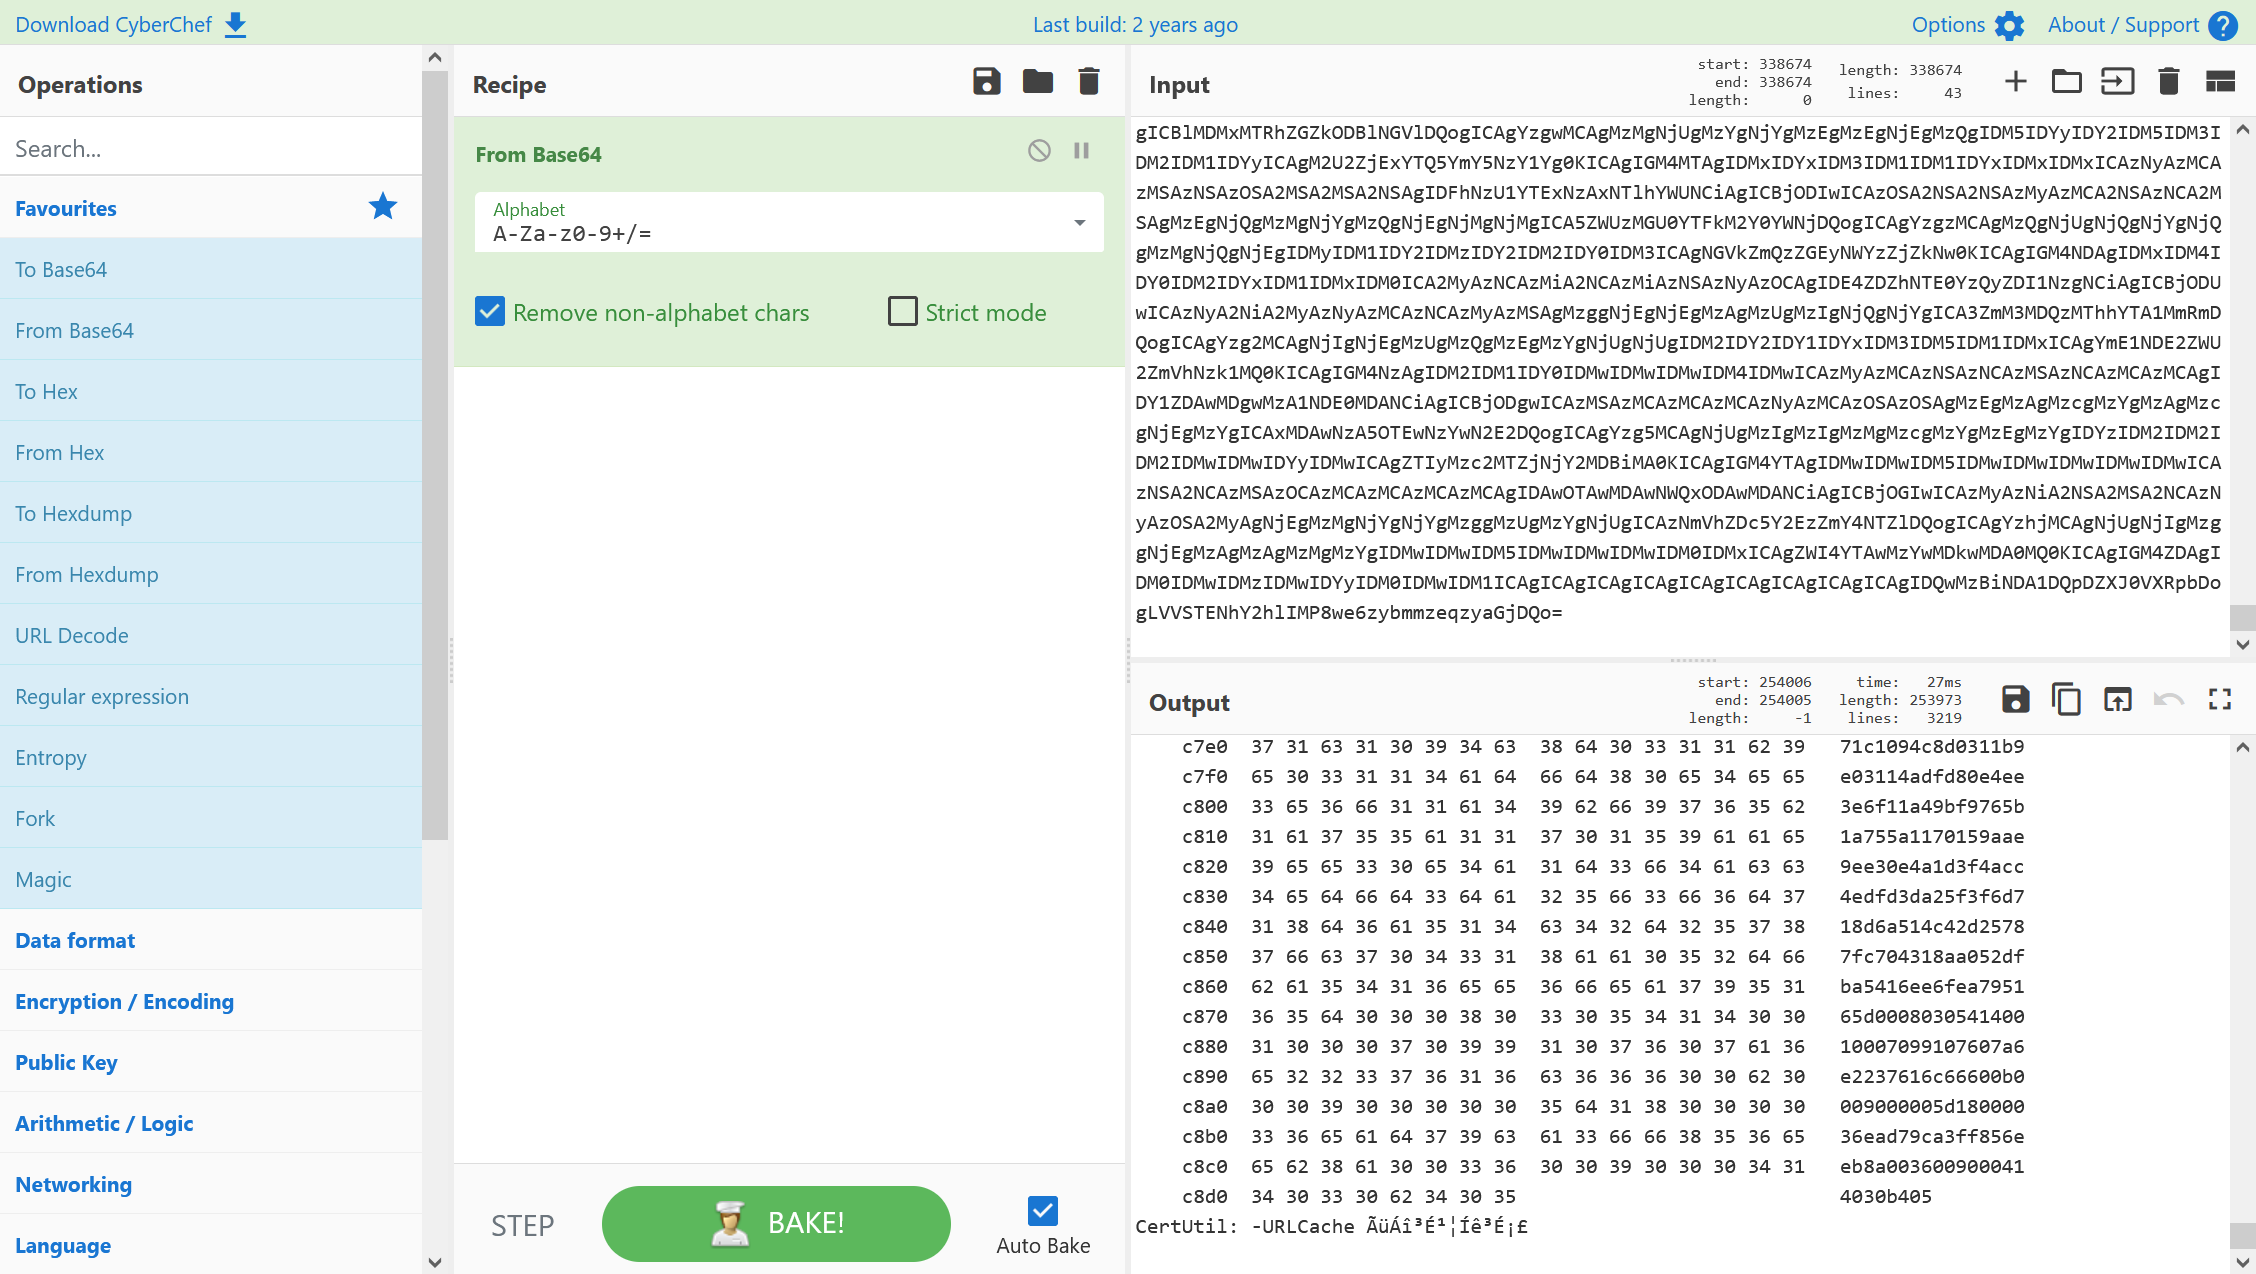 Download CyberChef
Last build: 2 years ago
Options
About / Support
Operations
Search...
Favourites
To Base64
From Base64
To Hex
From Hex
To Hexdump
From Hexdump
URL Decode
Regular expression
Entropy
Fork
Magic
Data format
Encryption / Encoding
Public Key
Arithmetic / Logic
Networking
Language
Recipe
From Base64
Alphabet
A-Za-z0-9+/=
Remove non-alphabet chars
Strict mode
STEP
BAKE!
Auto Bake
Input
start: 338674
end: 338674
length: 0
length: 338674
lines: 43
gICBlMDMxMTRhZGZkODBlNGVlDQogICAgYzgwMCAgMzMgNjUgMzYgNjYgMzEgMzEgNjEgMzQgIDM5IDYyIDY2IDM5IDM3I
DM2IDM1IDYyICAgM2U2ZjExYTQ5YmY5NzY1Yg0KICAgIGM4MTAgIDMxIDYxIDM3IDM1IDM1IDYxIDMxIDMxICAzNyAzMCA
zMSAzNSAzOSA2MSA2MSA2NSAgIDFhNzU1YTExNzAxNTlhYWUNCiAgICBjODIwICAzOSA2NSA2NSAzMyAzMCA2NSAzNCA2M
SAgMzEgNjQgMzMgNjYgMzQgNjEgNjMgNjMgICA5ZWUzMGU0YTFkM2Y0YWNjDQogICAgYzgzMCAgMzQgNjUgNjQgNjYgNjQ
gMzMgNjQgNjEgIDMyIDM1IDY2IDMzIDY2IDM2IDY0IDM3ICAgNGVkZmQzZGEyNWYzZjZkNw0KICAgIGM4NDAgIDMxIDM4I
DY0IDM2IDYxIDM1IDMxIDM0ICA2MyAzNCAzMiA2NCAzMiAzNSAzNyAzOCAgIDE4ZDZhNTE0YzQyZDI1NzgNCiAgICBjODU
wICAzNyA2NiA2MyAzNyAzMCAzNCAzMyAzMSAgMzggNjEgNjEgMzAgMzUgMzIgNjQgNjYgICA3ZmM3MDQzMThhYTA1MmRmD
QogICAgYzg2MCAgNjIgNjEgMzUgMzQgMzEgMzYgNjUgNjUgIDM2IDY2IDY1IDYxIDM3IDM5IDM1IDMxICAgYmE1NDE2ZWU
2ZmVhNzk1MQ0KICAgIGM4NzAgIDM2IDM1IDY0IDMwIDMwIDMwIDM4IDMwICAzMyAzMCAzNSAzNCAzMSAzNCAzMCAzMCAgI
DY1ZDAwMDgwMzA1NDE0MDANCiAgICBjODgwICAzMSAzMCAzMCAzMCAzNyAzMCAzOSAzOSAgMzEgMzAgMzcgMzYgMzAgMzc
gNjEgMzYgICAxMDAwNzA5OTEwNzYwN2E2DQogICAgYzg5MCAgNjUgMzIgMzIgMzMgMzcgMzYgMzEgMzYgIDYzIDM2IDM2I
DM2IDMwIDMwIDYyIDMwICAgZTIyMzc2MTZjNjY2MDBiMA0KICAgIGM4YTAgIDMwIDMwIDM5IDMwIDMwIDMwIDMwIDMwICA
zNSA2NCAzMSAzOCAzMCAzMCAzMCAzMCAgIDAwOTAwMDAwNWQxODAwMDANCiAgICBjOGIwICAzMyAzNiA2NSA2MSA2NCAzN
yAzOSA2MyAgNjEgMzMgNjYgNjYgMzggMzUgMzYgNjUgICAzNmVhZDc5Y2EzZmY4NTZlDQogICAgYzhjMCAgNjUgNjIgMzg
gNjEgMzAgMzAgMzMgMzYgIDMwIDMwIDM5IDMwIDMwIDMwIDM0IDMxICAgZWI4YTAwMzYwMDkwMDA0MQ0KICAgIGM4ZDAgI
DM0IDMwIDMzIDMwIDYyIDM0IDMwIDM1ICAgICAgICAgICAgICAgICAgICAgICAgICAgIDQwMzBiNDA1DQpDZXJ0VXRpbDo
gLVVSTENhY2hlIMP8we6zybmmzeqzyaGjDQo=
Output
start: 254006
end: 254005
length: -1
time: 27ms
length: 253973
lines: 3219
c7e0 37 31 63 31 30 39 34 63 38 64 30 33 31 31 62 39 71c1094c8d0311b9
c7f0 65 30 33 31 31 34 61 64 66 64 38 30 65 34 65 65 e03114adfd80e4ee
c800 33 65 36 66 31 31 61 34 39 62 66 39 37 36 35 62 3e6f11a49bf9765b
c810 31 61 37 35 35 61 31 31 37 30 31 35 39 61 61 65 1a755a1170159aae
c820 39 65 65 33 30 65 34 61 31 64 33 66 34 61 63 63 9ee30e4a1d3f4acc
c830 34 65 64 66 64 33 64 61 32 35 66 33 66 36 64 37 4edfd3da25f3f6d7
c840 31 38 64 36 61 35 31 34 63 34 32 64 32 35 37 38 18d6a514c42d2578
c850 37 66 63 37 30 34 33 31 38 61 61 30 35 32 64 66 7fc704318aa052df
c860 62 61 35 34 31 36 65 65 36 66 65 61 37 39 35 31 ba5416ee6fea7951
c870 36 35 64 30 30 30 38 30 33 30 35 34 31 34 30 30 65d0008030541400
c880 31 30 30 30 37 30 39 39 31 30 37 36 30 37 61 36 10007099107607a6
c890 65 32 32 33 37 36 31 36 63 36 36 36 30 30 62 30 e2237616c66600b0
c8a0 30 30 39 30 30 30 30 30 35 64 31 38 30 30 30 30 009000005d180000
c8b0 33 36 65 61 64 37 39 63 61 33 66 66 38 35 36 65 36ead79ca3ff856e
c8c0 65 62 38 61 30 30 33 36 30 30 39 30 30 30 34 31 eb8a003600900041
c8d0 34 30 33 30 62 34 30 35 4030b405
CertUtil: -URLCache ÃüÁî³É¹¦Íê³É¡£